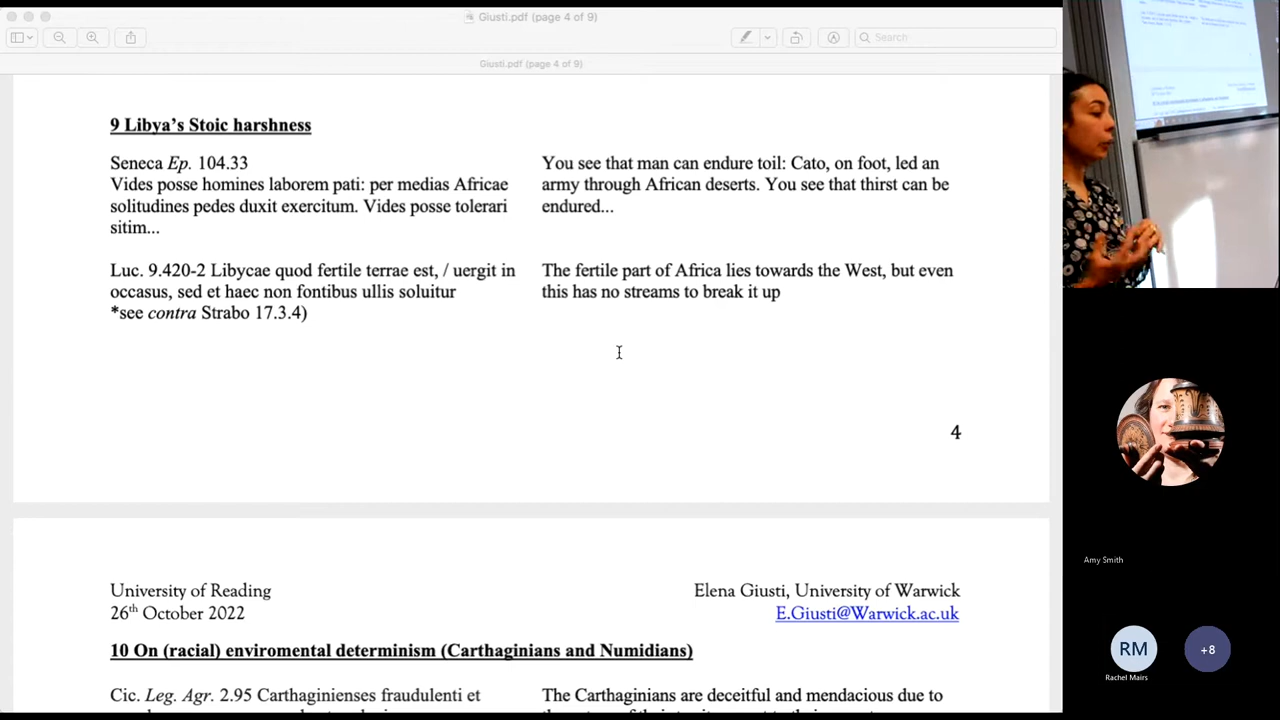 Giusti.pdf (page 4 of 9)
Search
Giusti.pdf (page 4 of 9)
9 Libya's Stoic harshness
Seneca Ep. 104.33
Vides posse homines laborem pati: per medias Africae
solitudines pedes duxit exercitum. Vides posse tolerari
sitim...
You see that man can endure toil: Cato, on foot, led an
army through African deserts. You see that thirst can be
endured...
Luc. 9.420-2 Libycae quod fertile terrae est, / uergit in
occasus, sed et haec non fontibus ullis soluitur
*see contra Strabo 17.3.4)
The fertile part of Africa lies towards the West, but even
this has no streams to break it up
4
University of Reading
26th October 2022
Elena Giusti, University of Warwick
E.Giusti@Warwick.ac.uk
10 On (racial) enviromental determinism (Carthaginians and Numidians)
Cic. Leg. Agr. 2.95 Carthaginienses fraudulenti et
The Carthaginians are deceitful and mendacious due to
Amy Smith
RM
Rachel Mairs
+8